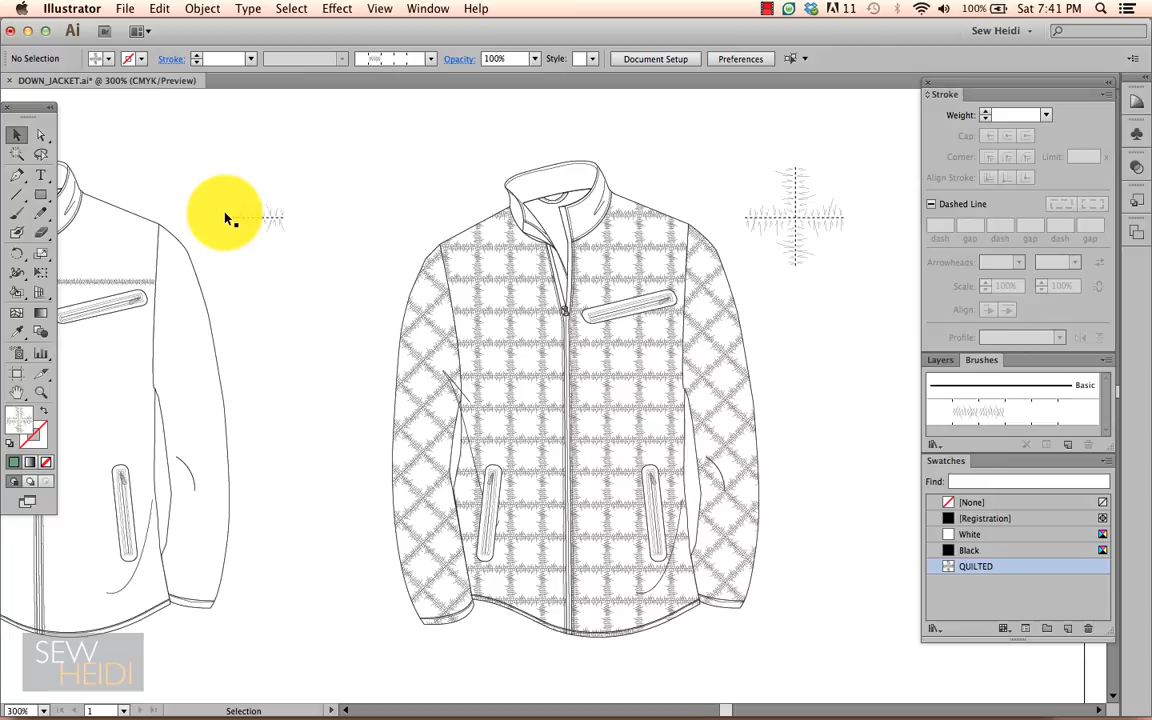 Illustrator File Edit Object Type Select Effect View Window Help 11 100% Sat 7:41 PM
Ai Br Sew Heidi
No Selection Stroke: Opacity: 100% Style: Document Setup Preferences
× DOWN_JACKET.ai* @ 300% (CMYK/Preview)
Stroke
Weight:
Cap:
Corner: Limit: x
Align Stroke:
Dashed Line
dash gap dash gap dash gap
Arrowheads:
Scale: 100% 100%
Align:
Profile:
Layers Brushes
Basic
Swatches
Find:
[None]
[Registration]
White
Black
QUILTED
T
SEW
HEIDI
300% 1 Selection